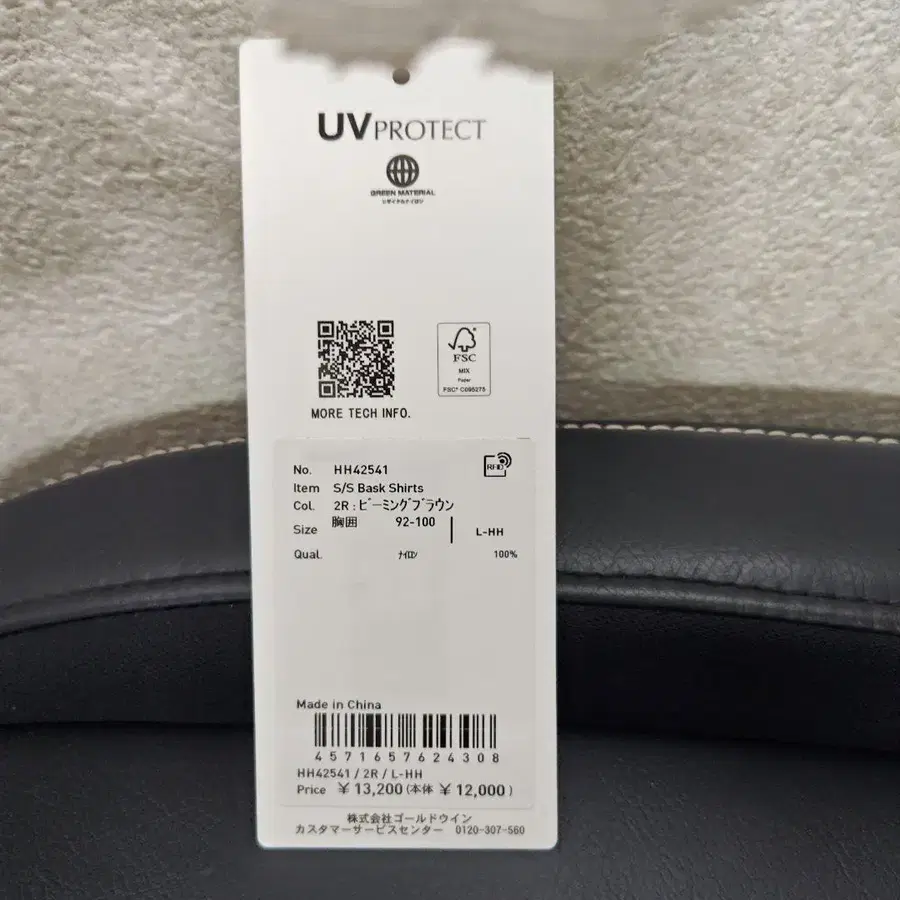 UV PROTECT
GREEN MATERIAL
リサイクルナイロン
FSC
MIX
Paper
FSC® C095275
MORE TECH INFO.
No. HH42541
RFID
Item S/S Bask Shirts
Col. 2R : ビーミングブラウン
Size 胸囲 92-100 L-HH
Qual. ナイロン 100%
Made in China
4571657624308
HH42541 / 2R / L-HH
Price ¥ 13,200 (本体 ¥ 12,000 )
株式会社ゴールドウイン
カスタマーサービスセンター 0120-307-560